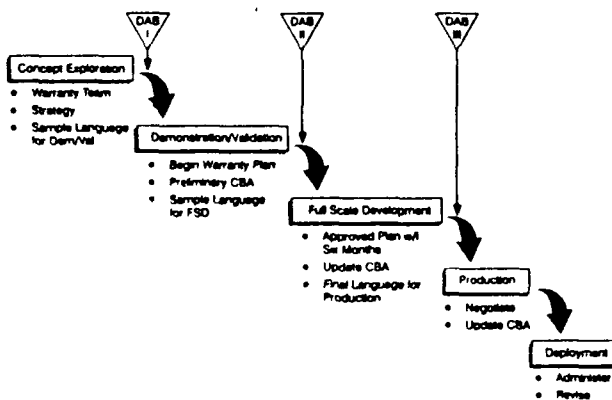 DAB
I
DAB
II
DAB
III
Concept Exploration
• Warranty Team
• Strategy
• Sample Language
for Dem/Val
Demonstration/Validation
• Begin Warranty Plan
• Preliminary CBA
• Sample Language
for FSD
Full Scale Development
• Approved Plan w/i
Six Months
• Update CBA
• Final Language for
Production
Production
• Negotiate
• Update CBA
Deployment
• Administer
• Revise